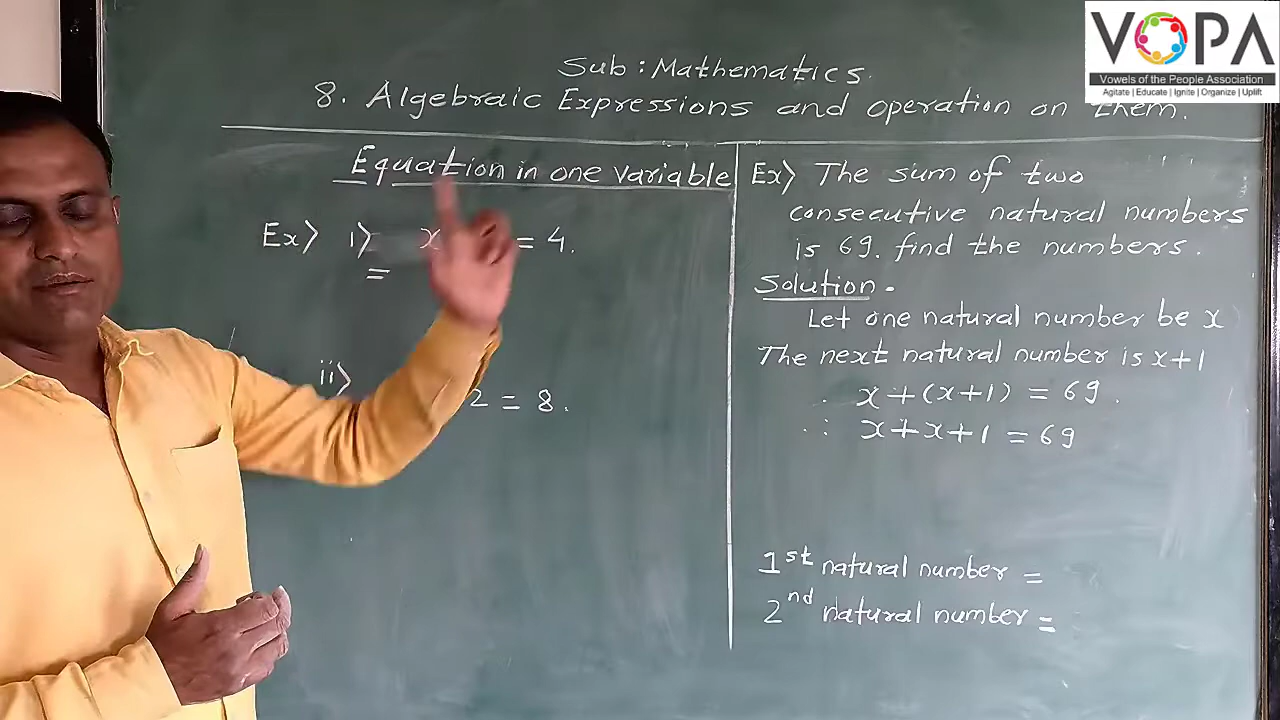 VOPA
Vowels of the People Association
Agitate | Educate | Ignite | Organize | Uplift
Sub : Mathematics.
8. Algebraic Expressions and operation on them.
Equation in one variable
Ex> i> x = 4.
=
ii> 2 = 8.
Ex> The sum of two
consecutive natural numbers
is 69. find the numbers.
Solution.
Let one natural number be x
The next natural number is x+1
∴ x+(x+1) = 69.
∴ x+x+1 = 69
1st natural number =
2nd natural number =